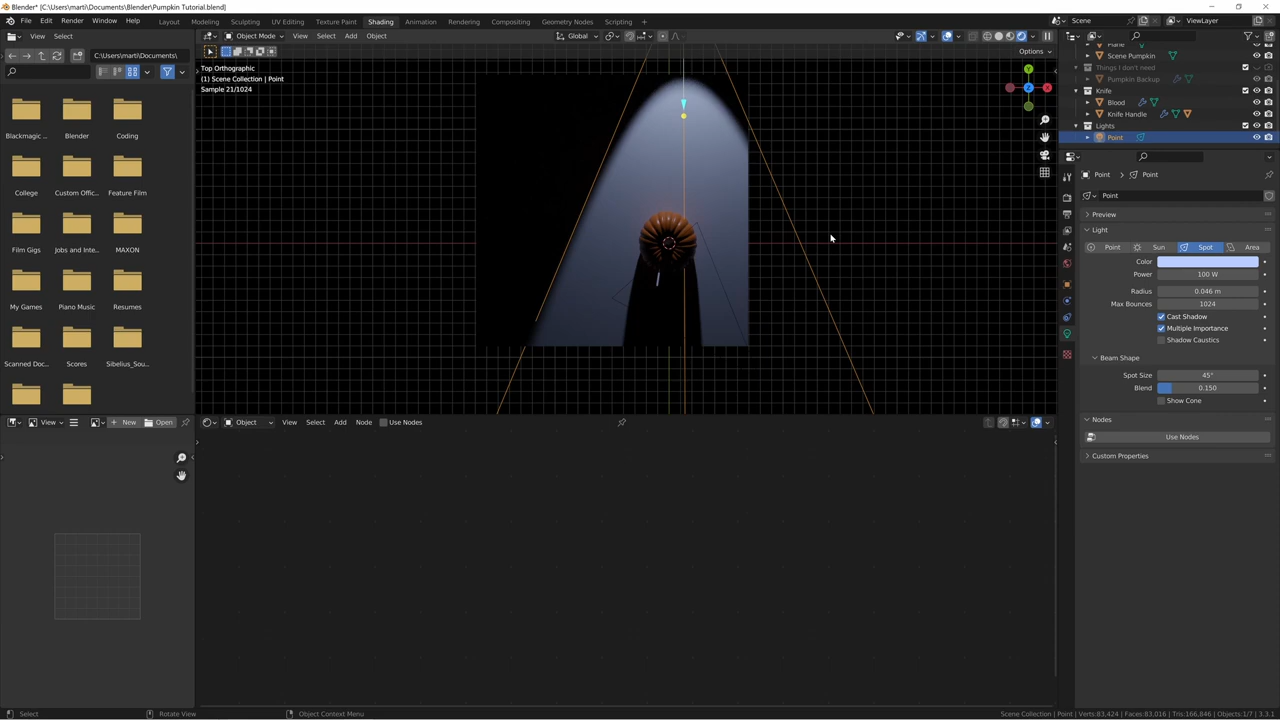 Blender* [C:\Users\marti\Documents\Blender\Pumpkin Tutorial.blend]
File Edit Render Window Help Layout Modeling Sculpting UV Editing Texture Paint Shading Animation Rendering Compositing Geometry Nodes Scripting Scene ViewLayer
View Select Object Mode View Select Add Object Global
C:\Users\marti\Documents\ Options
Top Orthographic
(1) Scene Collection | Point
Sample 21/1024
Y
Z X
Plane
Scene Pumpkin
Things I don't need
Pumpkin Backup
Knife
Blood
Knife Handle
Lights
Point
Blackmagic ... Blender Coding
College Custom Offic... Feature Film
Film Gigs Jobs and Inte... MAXON
My Games Piano Music Resumes
Scanned Doc... Scores Sibelius_Sou...
Point Point
Point
Preview
Light
Point Sun Spot Area
Color
Power 100 W
Radius 0.046 m
Max Bounces 1024
Cast Shadow
Multiple Importance
Shadow Caustics
Beam Shape
Spot Size 45°
Blend 0.150
Show Cone
Nodes
Use Nodes
Custom Properties
View New Open Object View Select Add Node Use Nodes
Select Rotate View Object Context Menu Scene Collection | Point | Verts:83,424 | Faces:83,016 | Tris:166,846 | Objects:1/7 | 3.3.1